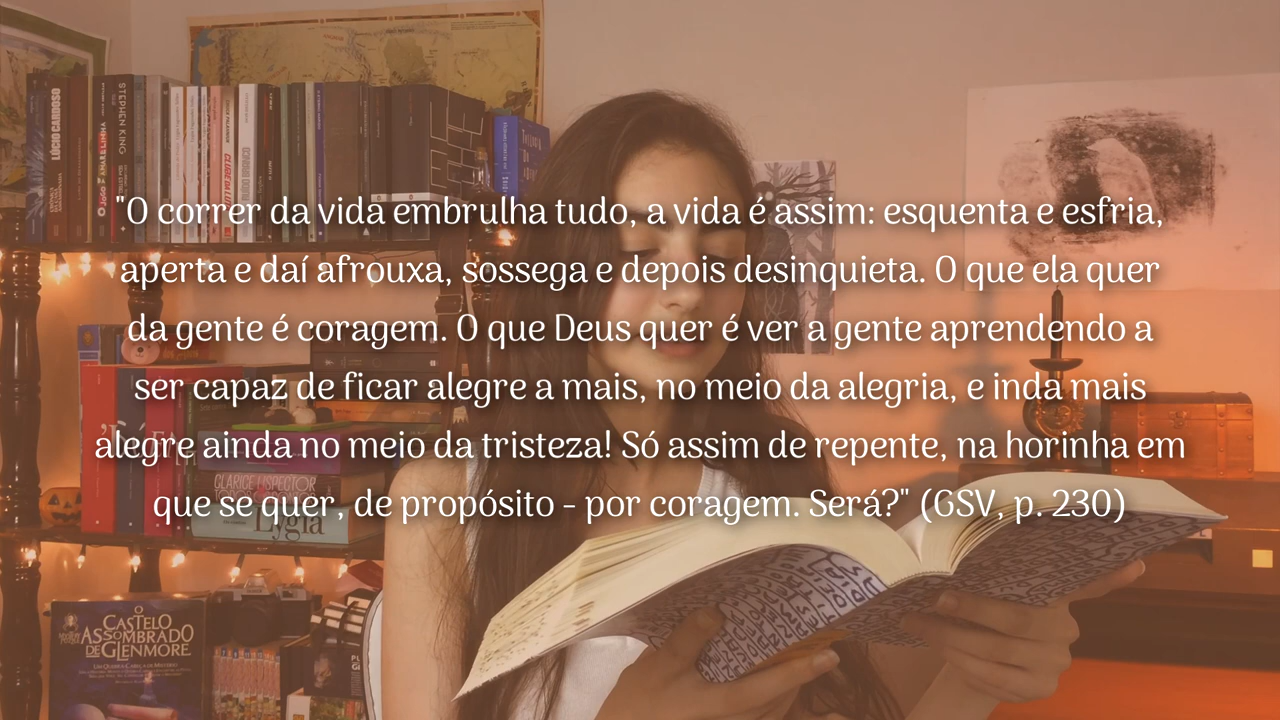 "O correr da vida embrulha tudo, a vida é assim: esquenta e esfria,
aperta e daí afrouxa, sossega e depois desinquieta. O que ela quer
da gente é coragem. O que Deus quer é ver a gente aprendendo a
ser capaz de ficar alegre a mais, no meio da alegria, e inda mais
alegre ainda no meio da tristeza! Só assim de repente, na horinha em
que se quer, de propósito - por coragem. Será?" (GSV, p. 230)
LÚCIO CARDOSO
STEPHEN KING
CLARICE LISPECTOR
Lygia
O
CASTELO
ASSOMBRADO
DE GLENMORE